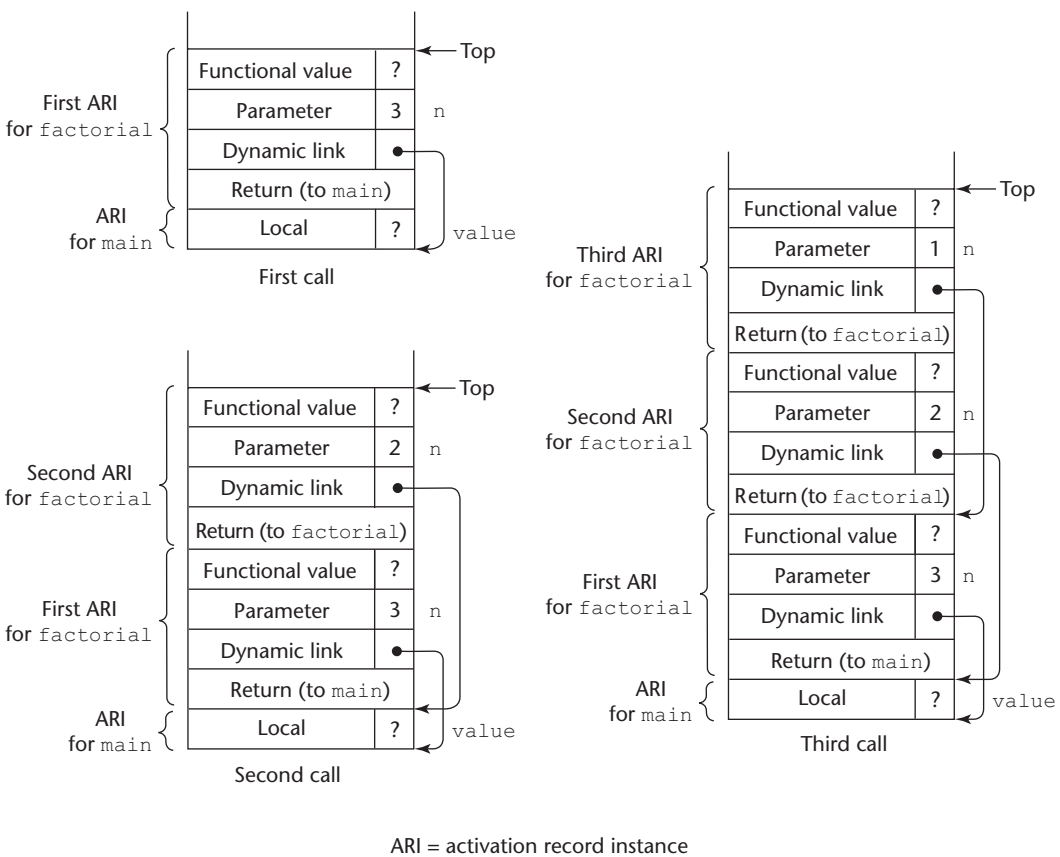 Top
Functional value ?
First ARI
for factorial
Parameter 3 n
Dynamic link
Return (to main)
ARI
for main
Local ? value
First call
Top
Functional value ?
Parameter 2 n
Second ARI
for factorial
Dynamic link
Return (to factorial)
Functional value ?
First ARI
for factorial
Parameter 3 n
Dynamic link
Return (to main)
ARI
for main
Local ? value
Second call
Top
Functional value ?
Third ARI
for factorial
Parameter 1 n
Dynamic link
Return (to factorial)
Functional value ?
Second ARI
for factorial
Parameter 2 n
Dynamic link
Return (to factorial)
Functional value ?
First ARI
for factorial
Parameter 3 n
Dynamic link
Return (to main)
ARI
for main
Local ? value
Third call
ARI = activation record instance